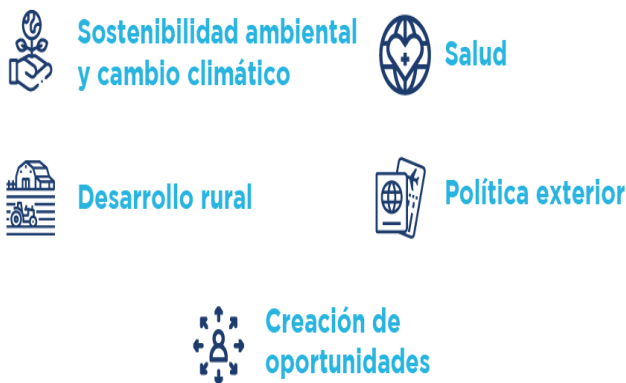 Sostenibilidad ambiental
y cambio climático
Salud
Desarrollo rural
Política exterior
Creación de
oportunidades